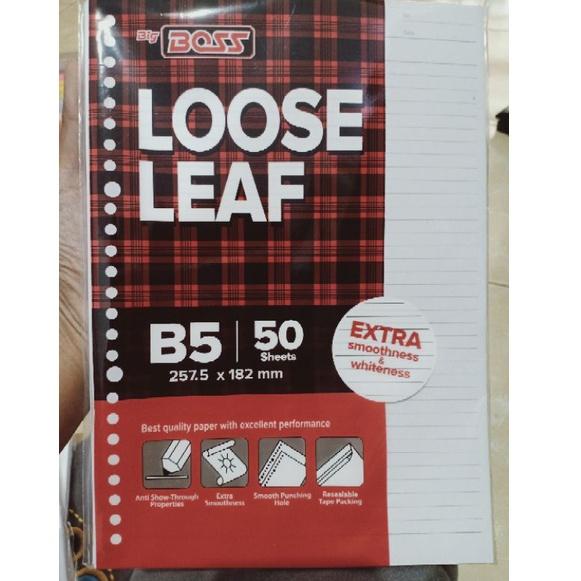 Big BOSS
LOOSE
LEAF
B5 | 50
Sheets
257.5 x 182 mm
EXTRA
smoothness
&
whiteness
Best quality paper with excellent performance
Anti Show-Through
Properties
Extra
Smoothness
Smooth Punching
Hole
Resealable
Tape Packing